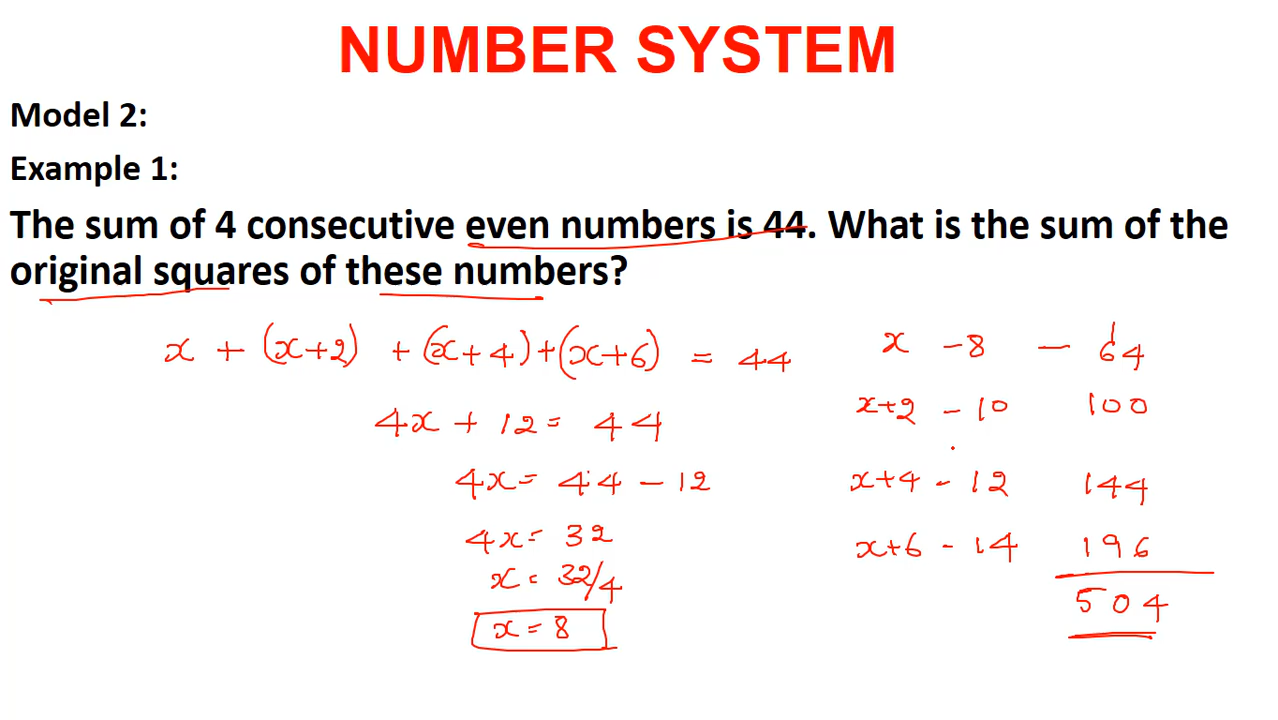 NUMBER SYSTEM
Model 2:
Example 1:
The sum of 4 consecutive even numbers is 44. What is the sum of the
original squares of these numbers?
x + (x+2) + (x+4) + (x+6) = 44
4x + 12 = 44
4x = 44 - 12
4x = 32
x = 32/4
x = 8
x - 8 - 64
x+2 - 10 100
x+4 - 12 144
x+6 - 14 196
504